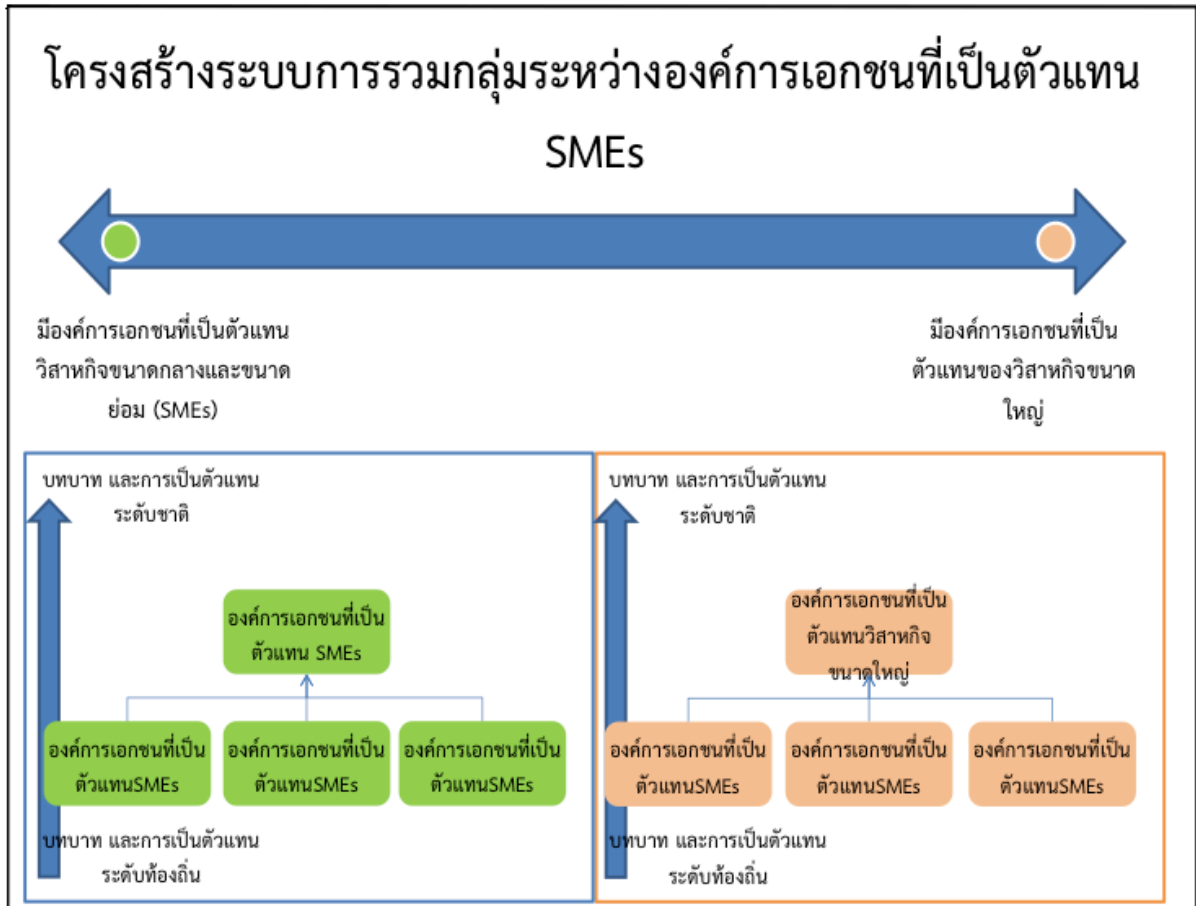 โครงสร้างระบบการรวมกลุ่มระหว่างองค์การเอกชนที่เป็นตัวแทน
SMEs
มีองค์การเอกชนที่เป็นตัวแทน
วิสาหกิจขนาดกลางและขนาด
ย่อม (SMEs)
มีองค์การเอกชนที่เป็น
ตัวแทนของวิสาหกิจขนาด
ใหญ่
บทบาท และการเป็นตัวแทน
ระดับชาติ
องค์การเอกชนที่เป็น
ตัวแทน SMEs
องค์การเอกชนที่เป็น
ตัวแทนSMEs
องค์การเอกชนที่เป็น
ตัวแทนSMEs
องค์การเอกชนที่เป็น
ตัวแทนSMEs
บทบาท และการเป็นตัวแทน
ระดับท้องถิ่น
บทบาท และการเป็นตัวแทน
ระดับชาติ
องค์การเอกชนที่เป็น
ตัวแทนวิสาหกิจ
ขนาดใหญ่
องค์การเอกชนที่เป็น
ตัวแทนSMEs
องค์การเอกชนที่เป็น
ตัวแทนSMEs
องค์การเอกชนที่เป็น
ตัวแทนSMEs
บทบาท และการเป็นตัวแทน
ระดับท้องถิ่น